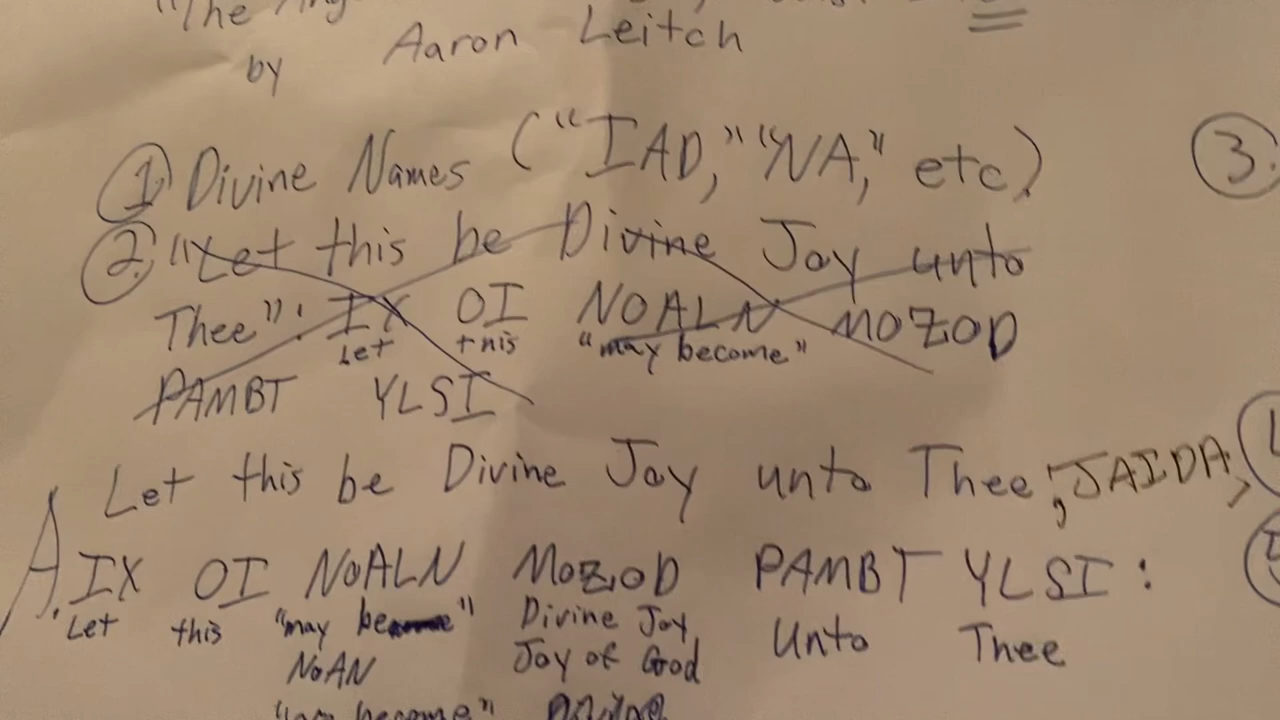 "The
by Aaron Leitch
① Divine Names ("IAD," "NA," etc.)
③
② "Let this be Divine Joy unto
Thee": IX OI NOALN MOZOD
Let this "may become"
PAMBT YLSI
Let this be Divine Joy unto Thee, JAIDA,
A. IX OI NOALN MOZOD PAMBT YLSI:
Let this "may be" Divine Joy Unto Thee
NOAN Joy of God
become"